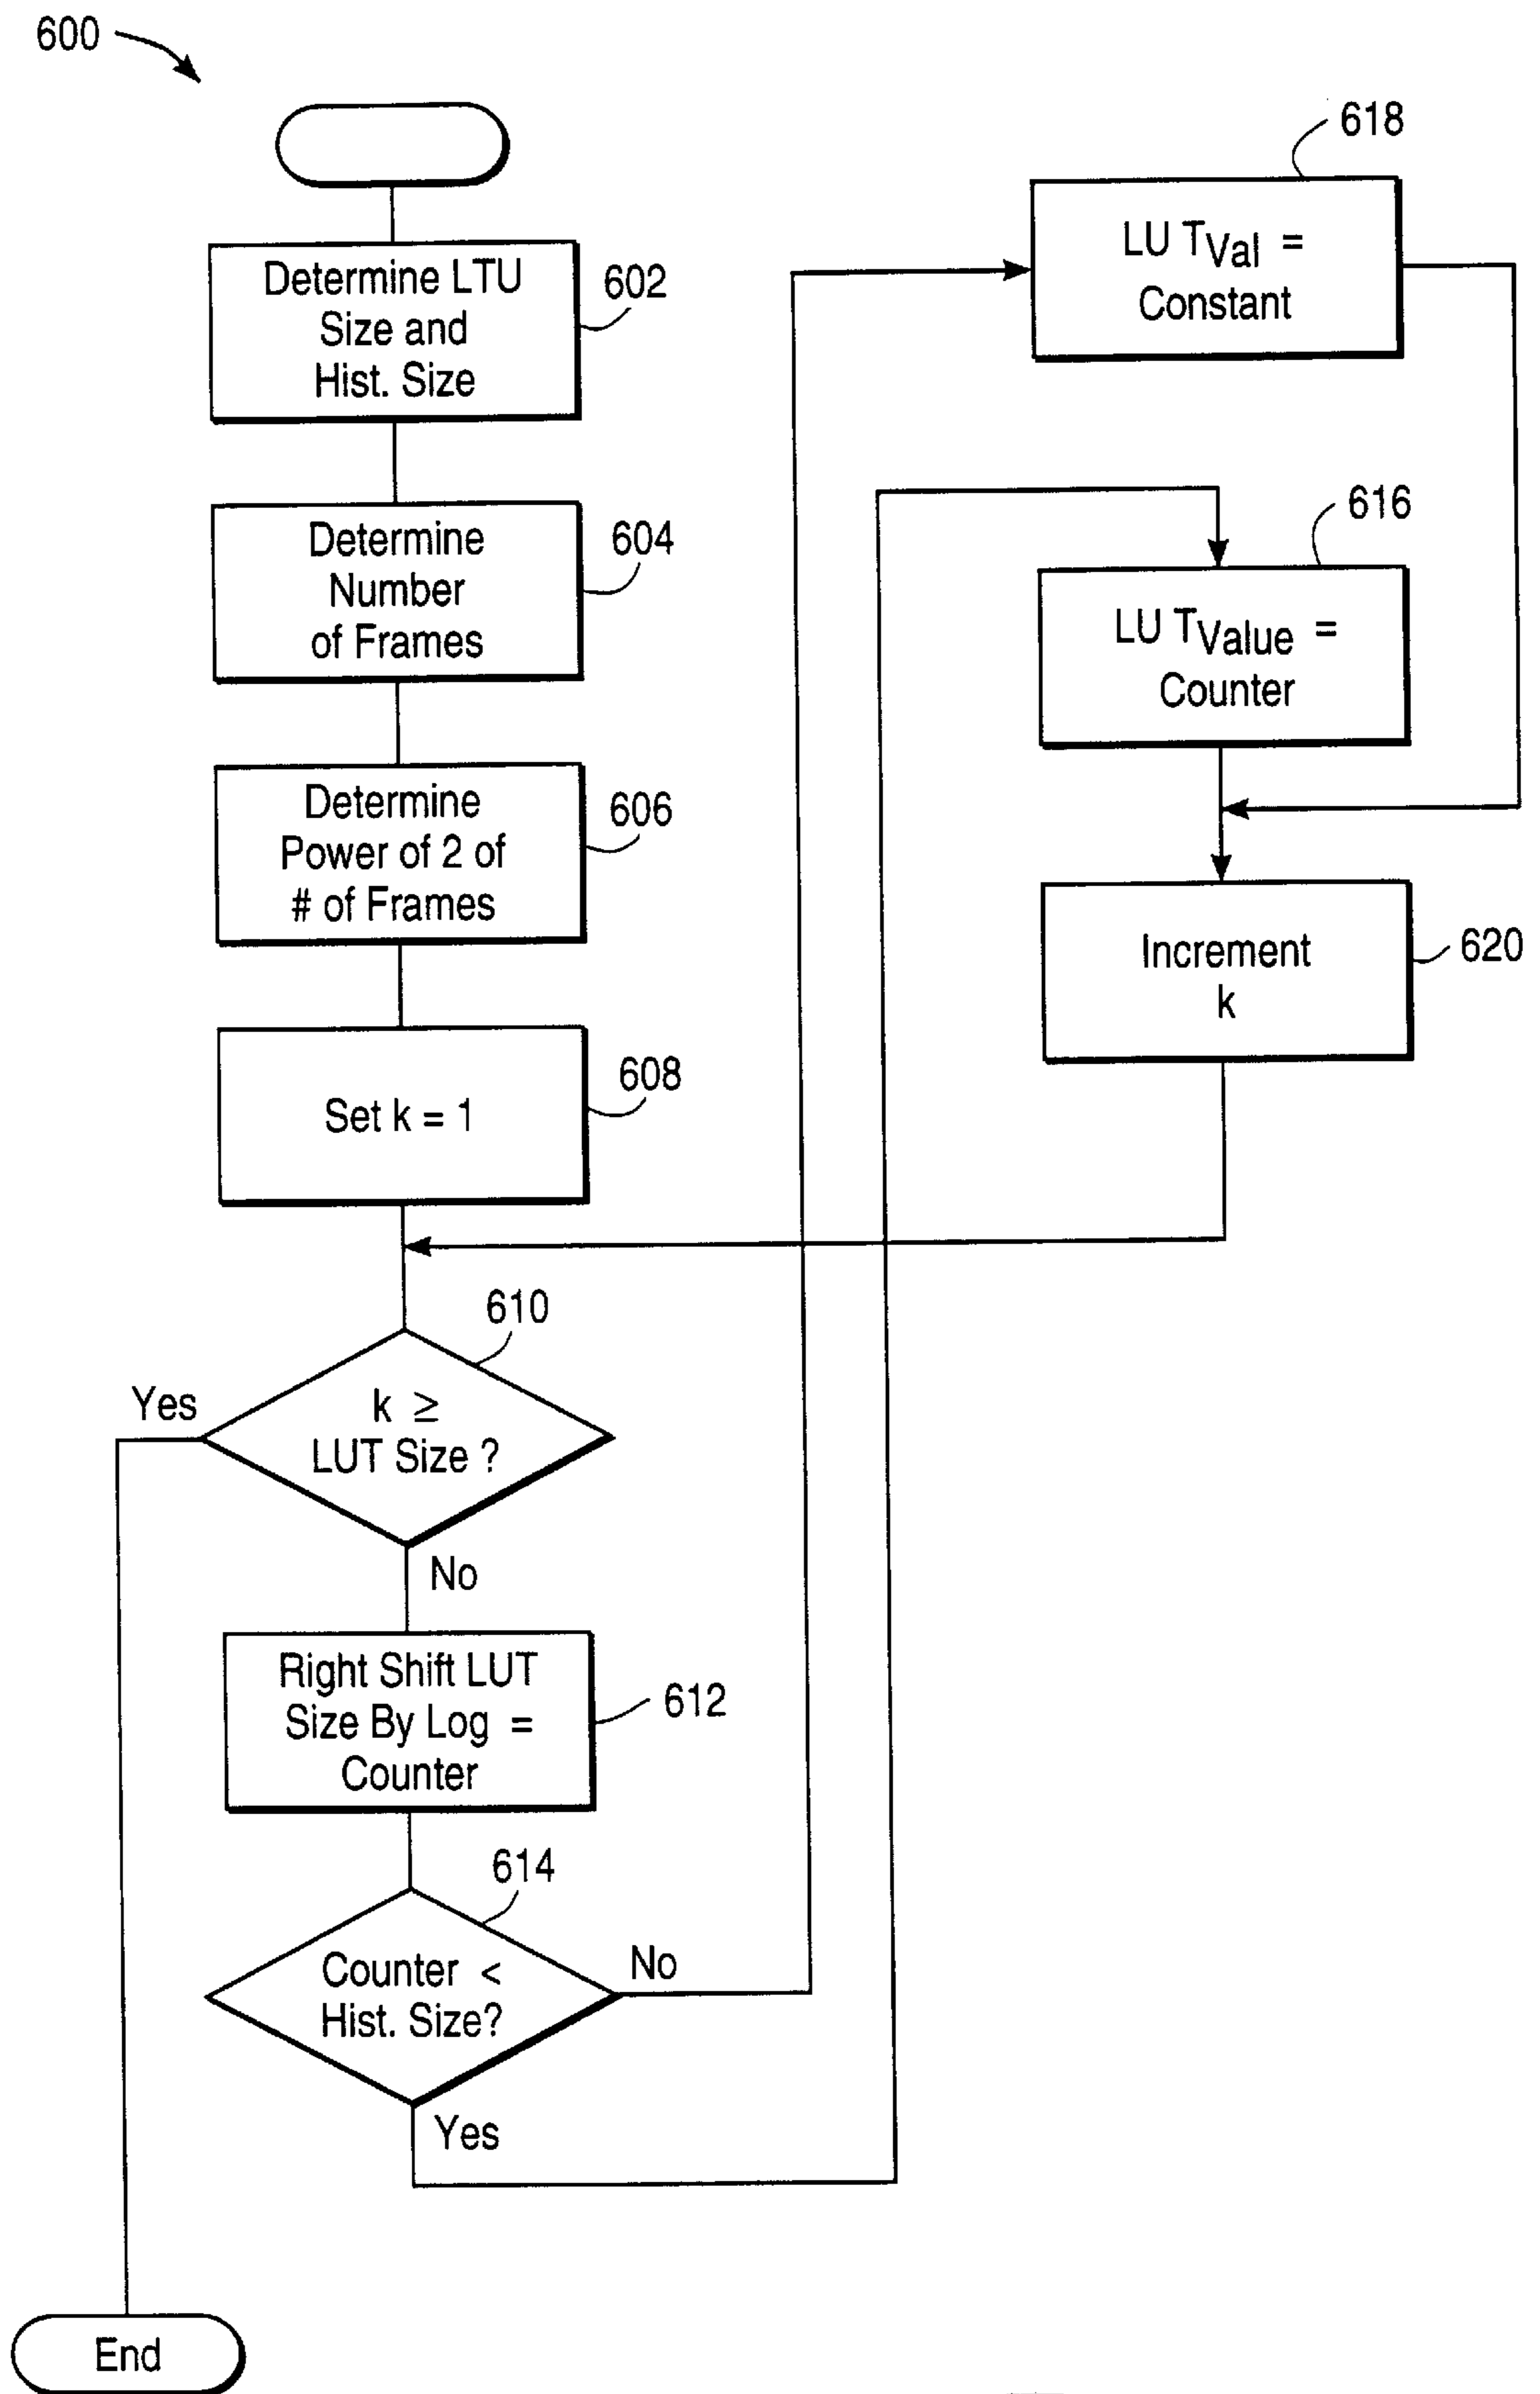 600
Determine LTU
Size and
Hist. Size
602
Determine
Number
of Frames
604
Determine
Power of 2 of
# of Frames
606
Set k = 1
608
610
k ≥
LUT Size ?
Yes
No
Right Shift LUT
Size By Log =
Counter
612
614
Counter <
Hist. Size?
No
Yes
End
618
LU TVal =
Constant
616
LU TValue =
Counter
Increment
k
620